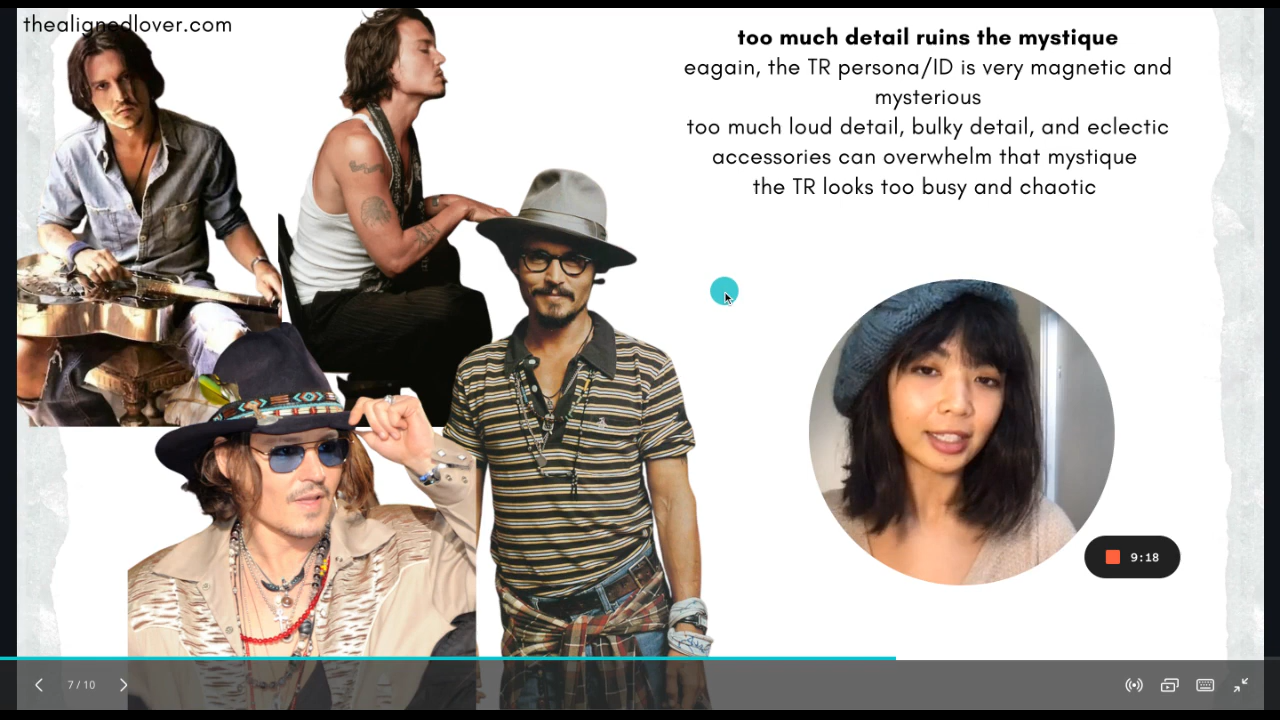 thealignedlover.com
too much detail ruins the mystique
eagain, the TR persona/ID is very magnetic and
mysterious
too much loud detail, bulky detail, and eclectic
accessories can overwhelm that mystique
the TR looks too busy and chaotic
9:18
7 / 10